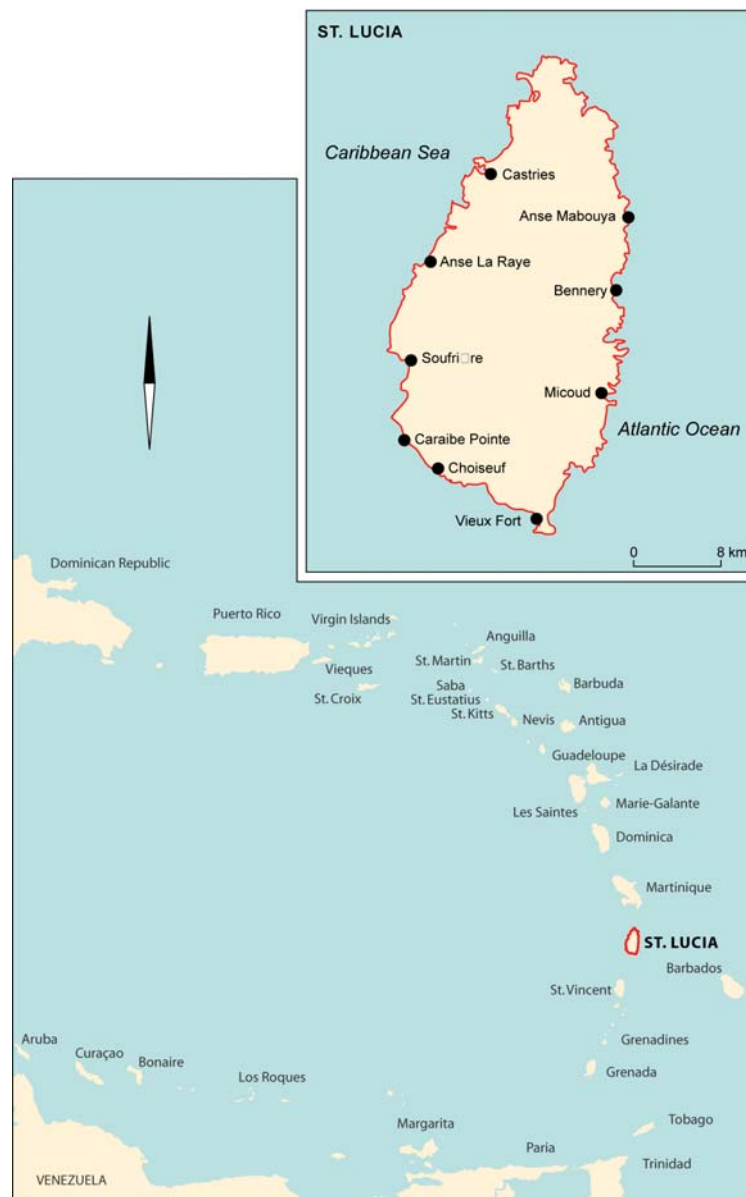 ST. LUCIA
Caribbean Sea
Castries
Anse Mabouya
Anse La Raye
Bennery
Soufri□re
Micoud
Atlantic Ocean
Caraibe Pointe
Choiseuf
Vieux Fort
0 8 km
Dominican Republic
Puerto Rico
Virgin Islands
Anguilla
St. Martin
St. Barths
Vieques
St. Croix
Saba
St. Eustatius
St. Kitts
Barbuda
Nevis
Antigua
Guadeloupe
La Désirade
Les Saintes
Marie-Galante
Dominica
Martinique
ST. LUCIA
Barbados
St. Vincent
Grenadines
Grenada
Aruba
Curaçao
Bonaire
Los Roques
Margarita
Tobago
Paria
Trinidad
VENEZUELA